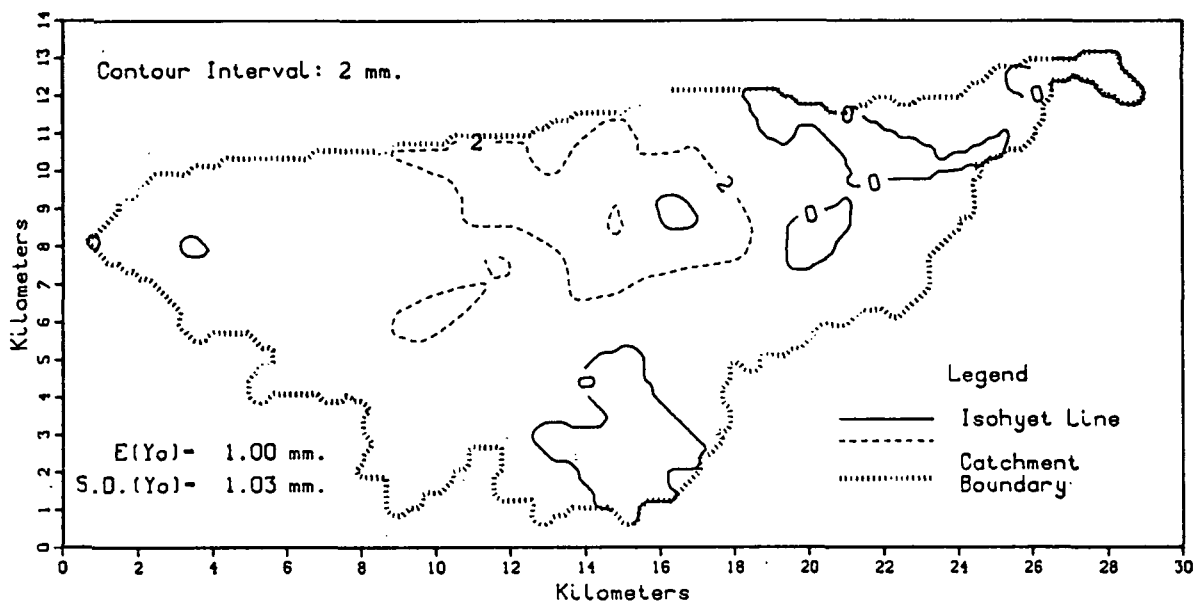 Contour Interval: 2 mm.
E(Yo)= 1.00 mm.
S.D.(Yo)= 1.03 mm.
Legend
Isohyet Line
Catchment
Boundary
Kilometers
14
13
12
11
10
9
8
7
6
5
4
3
2
1
0
0 2 4 6 8 10 12 14 16 18 20 22 24 26 28 30
Kilometers
2
2
0
0
0
0
0